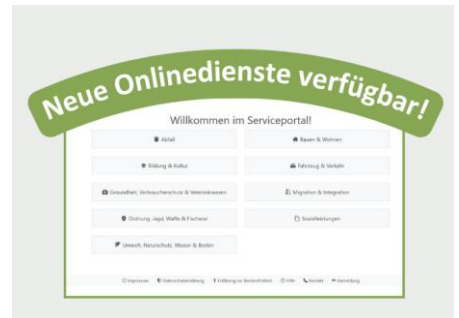 Neue Onlinedienste verfügbar!
Willkommen im Serviceportal!
Abfall
Bauen & Wohnen
Bildung & Kultur
Fahrzeug & Verkehr
Gesundheit, Verbraucherschutz & Veterinärwesen
Migration & Integration
Ordnung, Jagd, Waffe & Fischerei
Sozialleistungen
Umwelt, Naturschutz, Wasser & Boden
Impressum Datenschutzerklärung Erklärung zur Barrierefreiheit Hilfe Kontakt Anmeldung